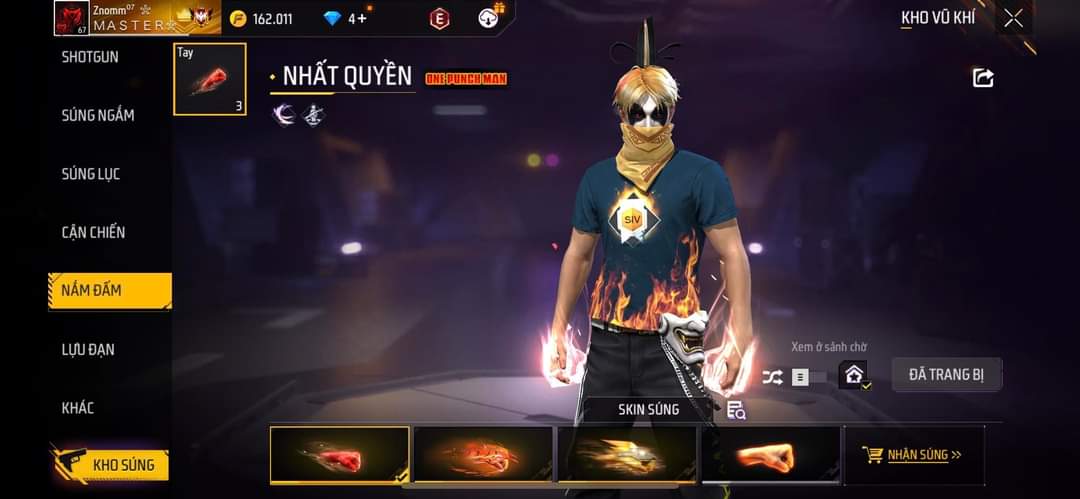 Znomm⁰⁷ ❊
67
MASTER
162.011
4+
E
KHO VŨ KHÍ
SHOTGUN
SÚNG NGẮM
SÚNG LỤC
CẬN CHIẾN
NẮM ĐẤM
LỰU ĐẠN
KHÁC
KHO SÚNG
Tay
3
NHẤT QUYỀN
ONE PUNCH MAN
SIV
Xem ở sảnh chờ
ĐÃ TRANG BỊ
SKIN SÚNG
NHẬN SÚNG >>